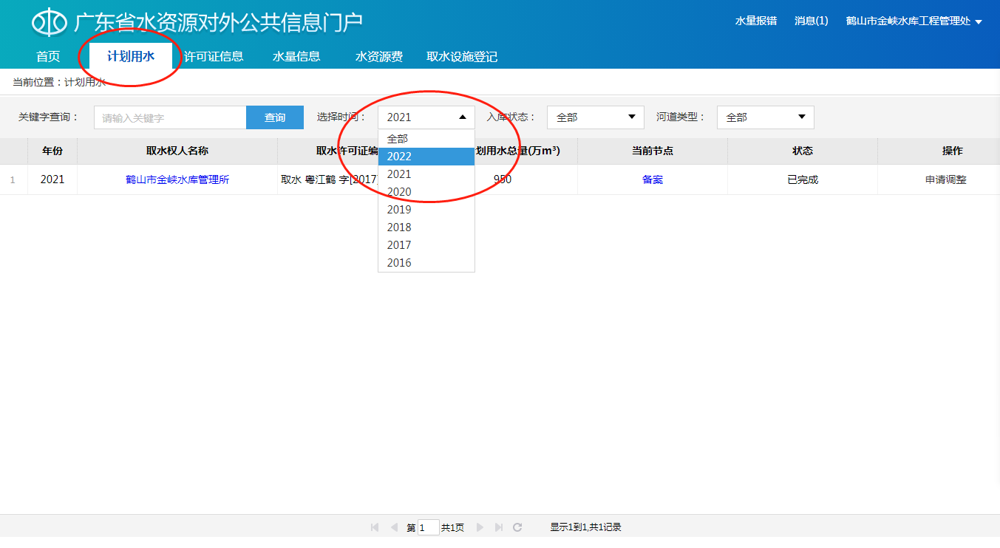 广东省水资源对外公共信息门户
水量报错 消息(1) 鹤山市金峡水库工程管理处
首页 计划用水 许可证信息 水量信息 水资源费 取水设施登记
当前位置：计划用水
关键字查询： 请输入关键字 查询 选择时间： 2021 入库状态： 全部 河道类型： 全部
全部
2022
2021
2020
2019
2018
2017
2016
年份 取水权人名称 取水许可证编 划用水总量(万m³) 当前节点 状态 操作
1 2021 鹤山市金峡水库管理所 取水 粤江鹤 字[2017] 950 备案 已完成 申请调整
第 1 共1页 显示1到1,共1记录